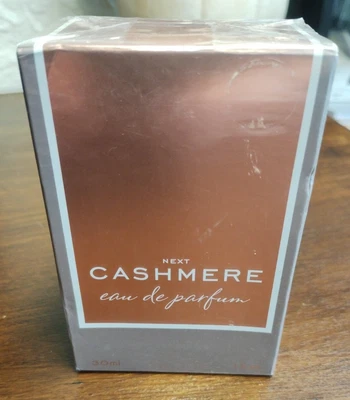 NEXT
CASHMERE
eau de parfum
30ml